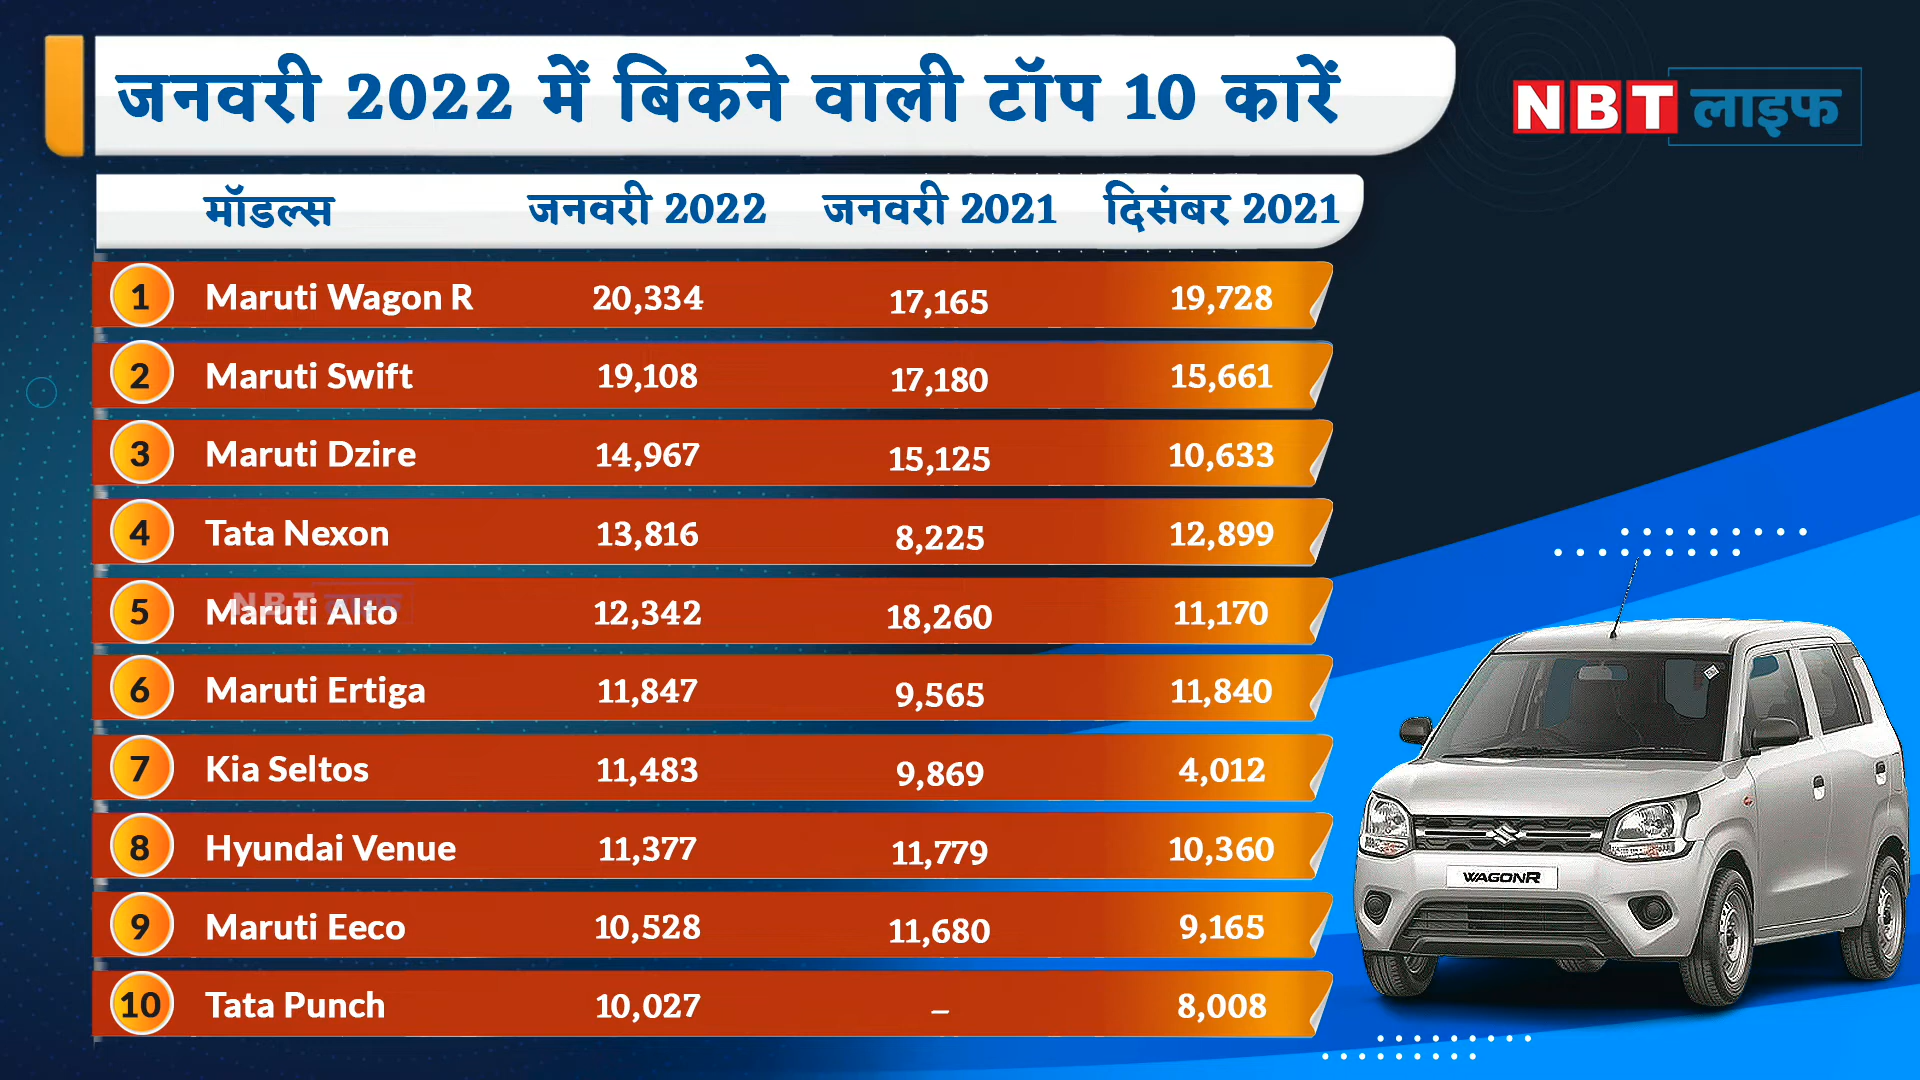 जनवरी 2022 में बिकने वाली टॉप 10 कारें
NBT लाइफ
मॉडल्स जनवरी 2022 जनवरी 2021 दिसंबर 2021
1 Maruti Wagon R 20,334 17,165 19,728
2 Maruti Swift 19,108 17,180 15,661
3 Maruti Dzire 14,967 15,125 10,633
4 Tata Nexon 13,816 8,225 12,899
NBT लाइफ
5 Maruti Alto 12,342 18,260 11,170
6 Maruti Ertiga 11,847 9,565 11,840
7 Kia Seltos 11,483 9,869 4,012
8 Hyundai Venue 11,377 11,779 10,360
WAGONR
9 Maruti Eeco 10,528 11,680 9,165
10 Tata Punch 10,027 – 8,008